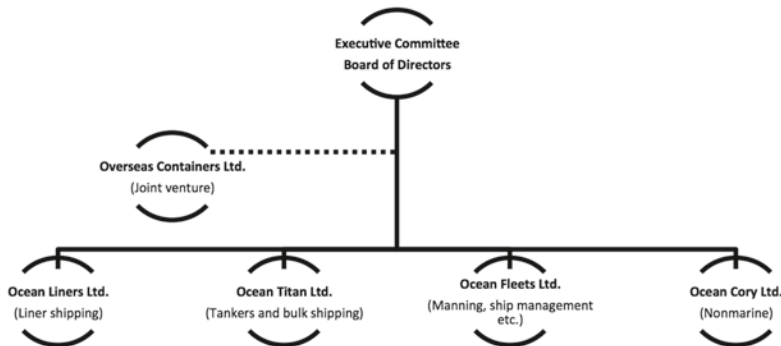 Executive Committee
Board of Directors
Overseas Containers Ltd.
(Joint venture)
Ocean Liners Ltd.
(Liner shipping)
Ocean Titan Ltd.
(Tankers and bulk shipping)
Ocean Fleets Ltd.
(Manning, ship management
etc.)
Ocean Cory Ltd.
(Nonmarine)